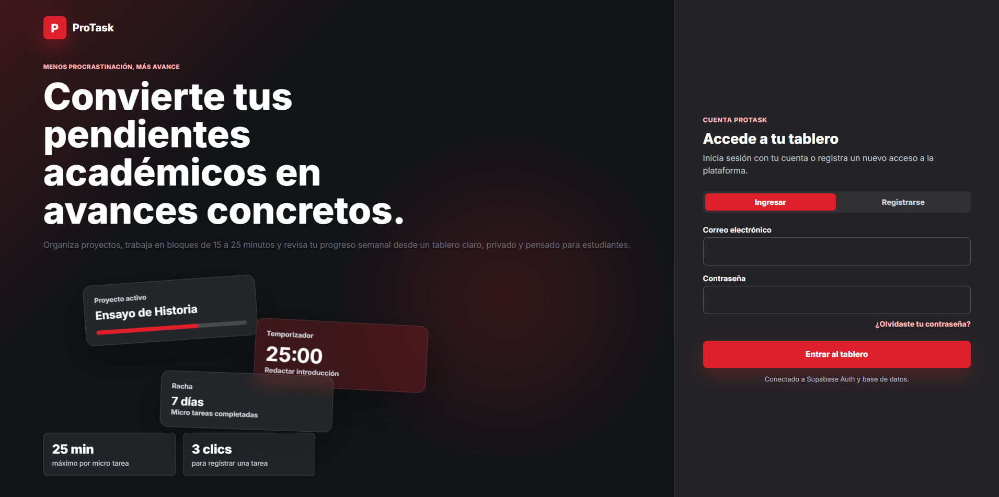 P ProTask
MENOS PROCRASTINACIÓN, MÁS AVANCE
Convierte tus
pendientes
académicos en
avances concretos.
Organiza proyectos, trabaja en bloques de 15 a 25 minutos y revisa tu progreso semanal desde un tablero claro, privado y pensado para estudiantes.
Proyecto activo
Ensayo de Historia
Temporizador
25:00
Redactar introducción
Racha
7 días
Micro tareas completadas
25 min
máximo por micro tarea
3 clics
para registrar una tarea
CUENTA PROTASK
Accede a tu tablero
Inicia sesión con tu cuenta o registra un nuevo acceso a la
plataforma.
Ingresar Registrarse
Correo electrónico
Contraseña
¿Olvidaste tu contraseña?
Entrar al tablero
Conectado a Supabase Auth y base de datos.